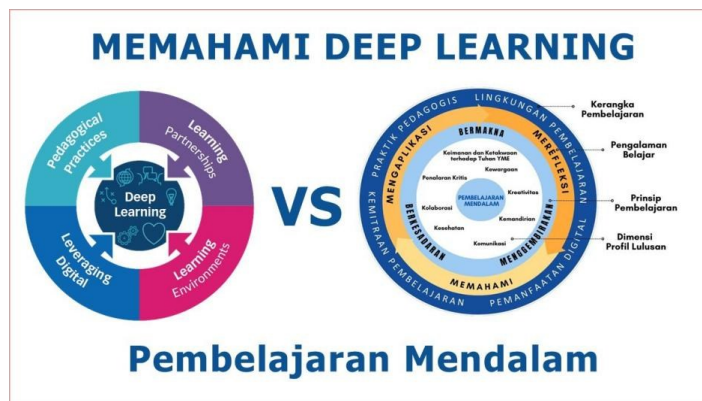 MEMAHAMI DEEP LEARNING
Pedagogical
Practices
Learning
Partnerships
Deep
Learning
Leveraging
Digital
Learning
Environments
VS
PRAKTIK PEDAGOGIS
LINGKUNGAN PEMBELAJARAN
KEMITRAAN PEMBELAJARAN
PEMANFAATAN DIGITAL
MENGAPLIKASI
MEREFLEKSI
MEMAHAMI
BERMAKNA
BERKESADARAN
MENGGEMBIRAKAN
Keimanan dan Ketakwaan
terhadap Tuhan YME
Kewargaan
Penalaran Kritis
Kreativitas
PEMBELAJARAN
MENDALAM
Kolaborasi
Kemandirian
Kesehatan
Komunikasi
Kerangka
Pembelajaran
Pengalaman
Belajar
Prinsip
Pembelajaran
Dimensi
Profil Lulusan
Pembelajaran Mendalam